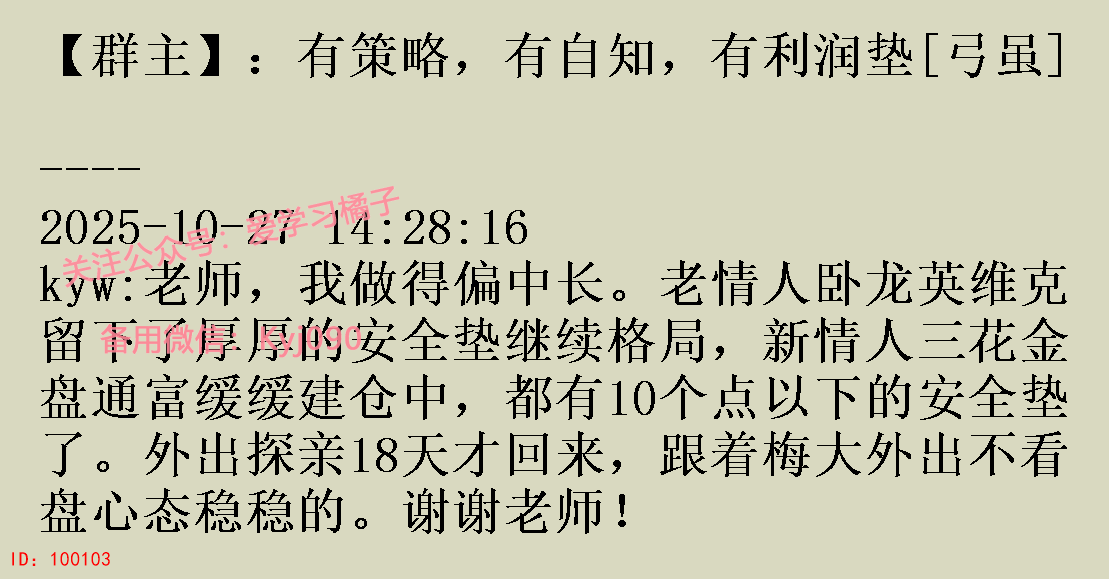 【群主】：有策略，有自知，有利润垫[弓虽]
----
2025-10-27 14:28:16
kyw:老师，我做得偏中长。老情人卧龙英维克
留下了厚厚的安全垫继续格局，新情人三花金
盘通富缓缓建仓中，都有10个点以下的安全垫
了。外出探亲18天才回来，跟着梅大外出不看
盘心态稳稳的。谢谢老师！
关注公众号：爱学习橘子
备用微信：Kyj090
ID：100103